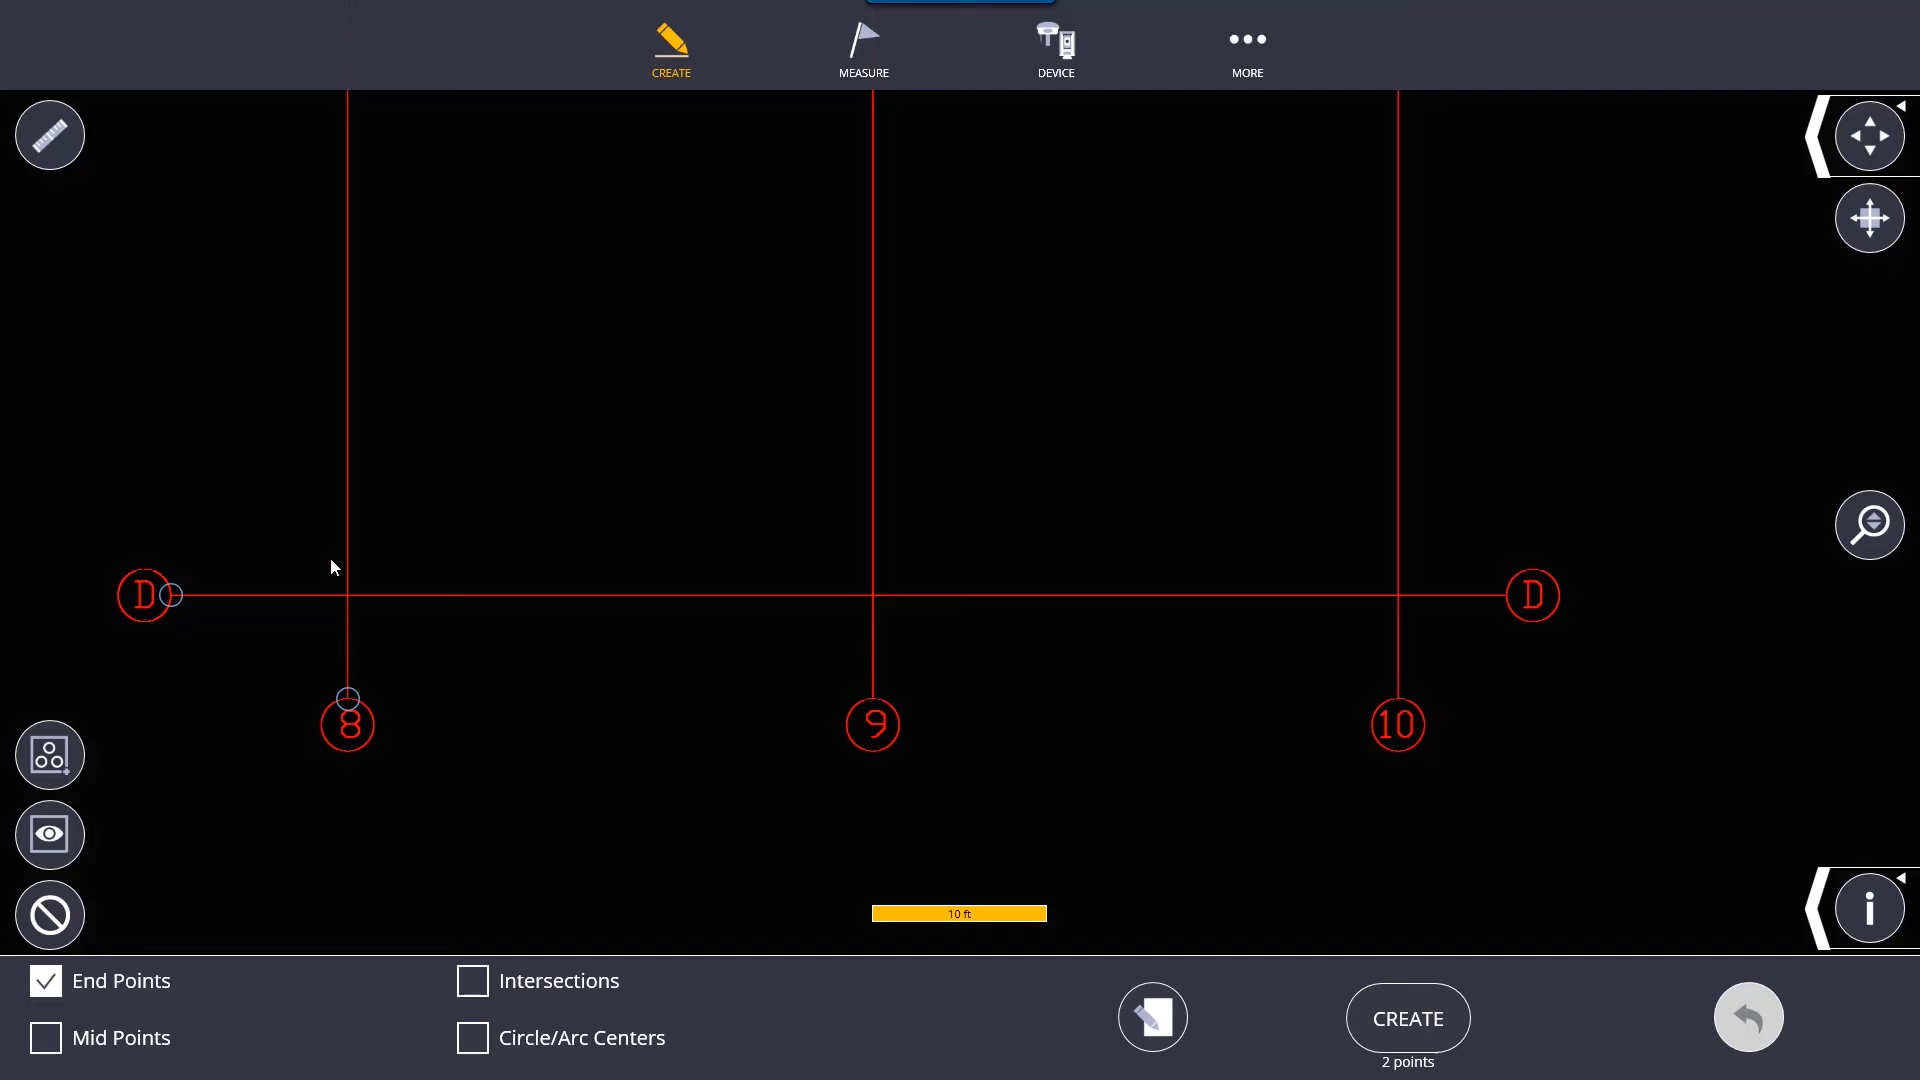 CREATE
MEASURE
DEVICE
MORE
D
D
8
9
10
10 ft
End Points
Intersections
Mid Points
Circle/Arc Centers
CREATE
2 points